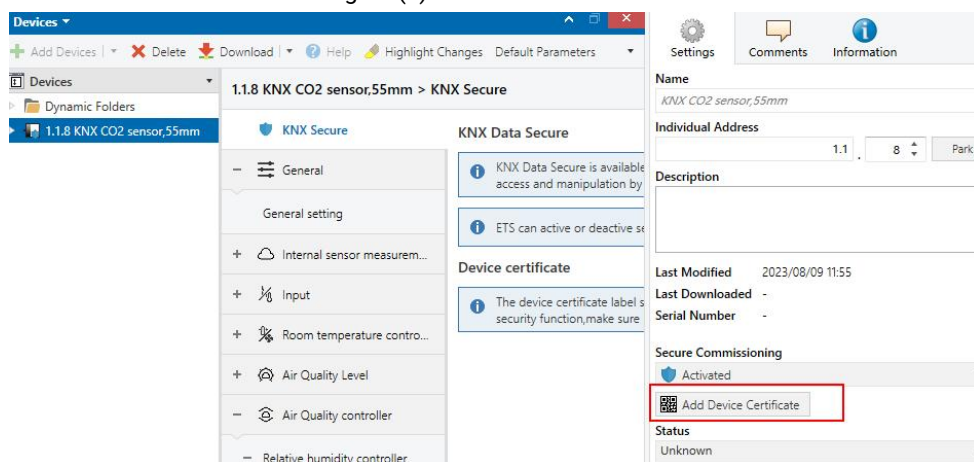 Devices
Add Devices Delete Download Help Highlight Changes Default Parameters
Devices
Dynamic Folders
1.1.8 KNX CO2 sensor,55mm
1.1.8 KNX CO2 sensor,55mm > KNX Secure
KNX Secure
General
General setting
Internal sensor measurem...
Input
Room temperature contro...
Air Quality Level
Air Quality controller
Relative humidity controller
KNX Data Secure
KNX Data Secure is available
access and manipulation by
ETS can active or deactive se
Device certificate
The device certificate label s
security function,make sure
Settings Comments Information
Name
KNX CO2 sensor,55mm
Individual Address
1.1 . 8 Park
Description
Last Modified 2023/08/09 11:55
Last Downloaded -
Serial Number -
Secure Commissioning
Activated
Add Device Certificate
Status
Unknown